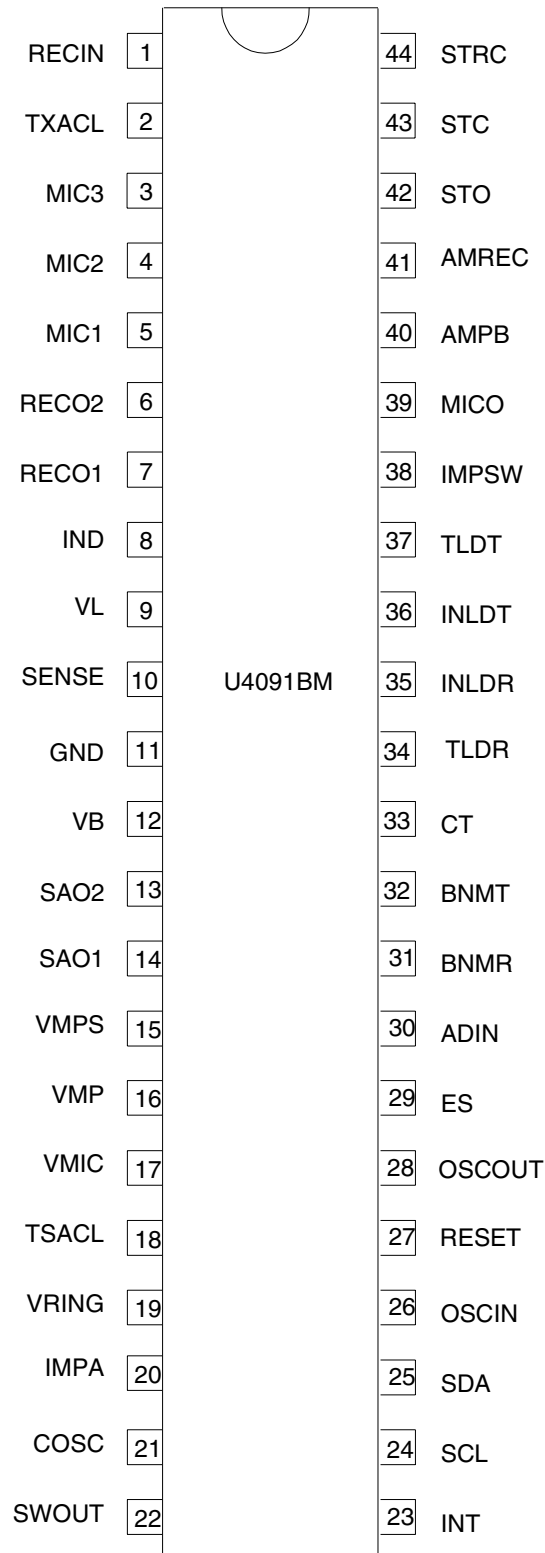 RECIN 1 44 STRC
TXACL 2 43 STC
MIC3 3 42 STO
MIC2 4 41 AMREC
MIC1 5 40 AMPB
RECO2 6 39 MICO
RECO1 7 38 IMPSW
IND 8 37 TLDT
VL 9 36 INLDT
SENSE 10 U4091BM 35 INLDR
GND 11 34 TLDR
VB 12 33 CT
SAO2 13 32 BNMT
SAO1 14 31 BNMR
VMPS 15 30 ADIN
VMP 16 29 ES
VMIC 17 28 OSCOUT
TSACL 18 27 RESET
VRING 19 26 OSCIN
IMPA 20 25 SDA
COSC 21 24 SCL
SWOUT 22 23 INT